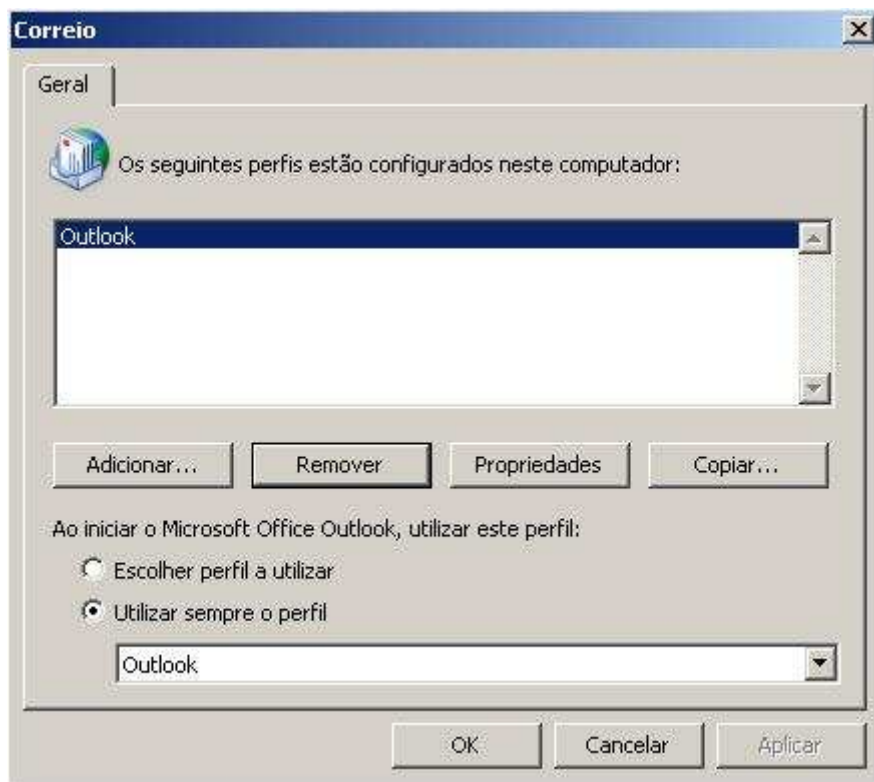 Correio
Geral
Os seguintes perfis estão configurados neste computador:
Outlook
Adicionar... Remover Propriedades Copiar...
Ao iniciar o Microsoft Office Outlook, utilizar este perfil:
Escolher perfil a utilizar
Utilizar sempre o perfil
Outlook
OK Cancelar Aplicar